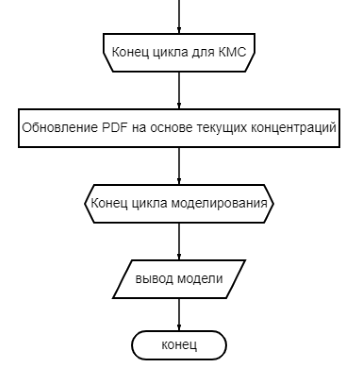 Конец цикла для КМС
Обновление PDF на основе текущих концентраций
Конец цикла моделирования
вывод модели
конец